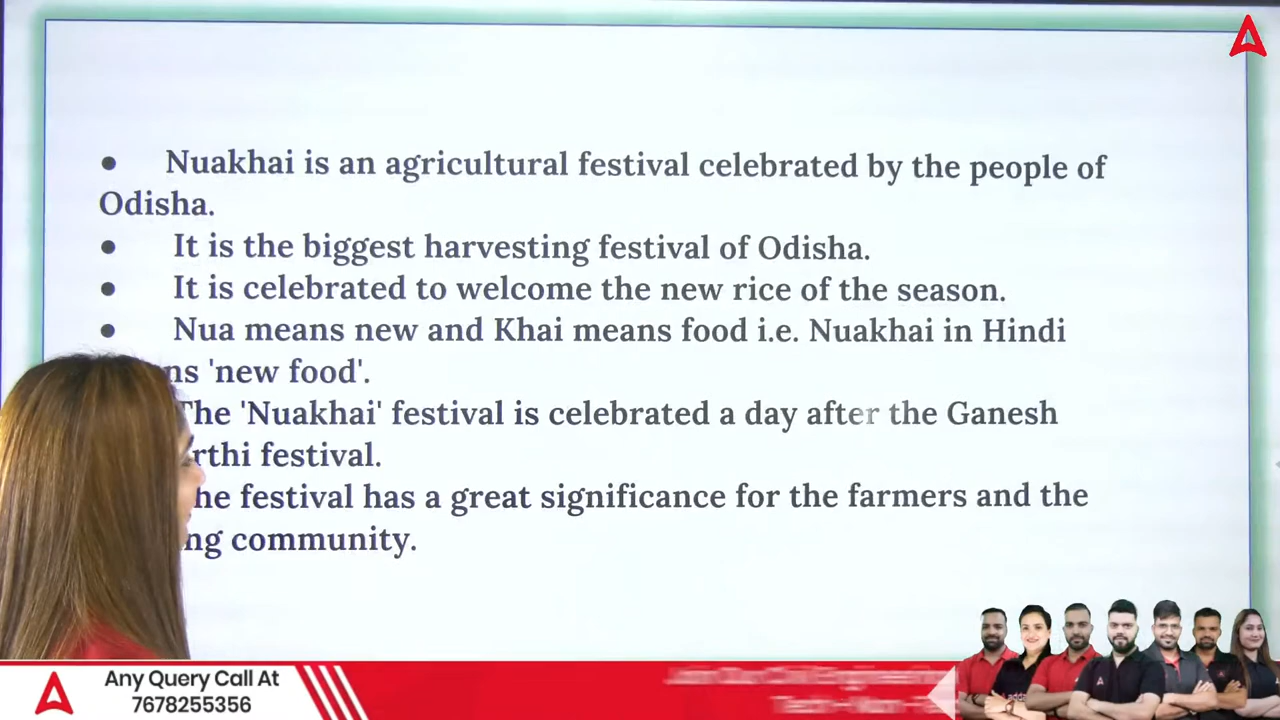 ● Nuakhai is an agricultural festival celebrated by the people of
Odisha.
● It is the biggest harvesting festival of Odisha.
● It is celebrated to welcome the new rice of the season.
● Nua means new and Khai means food i.e. Nuakhai in Hindi
ns 'new food'.
The 'Nuakhai' festival is celebrated a day after the Ganesh
rthi festival.
he festival has a great significance for the farmers and the
ng community.
Any Query Call At
7678255356